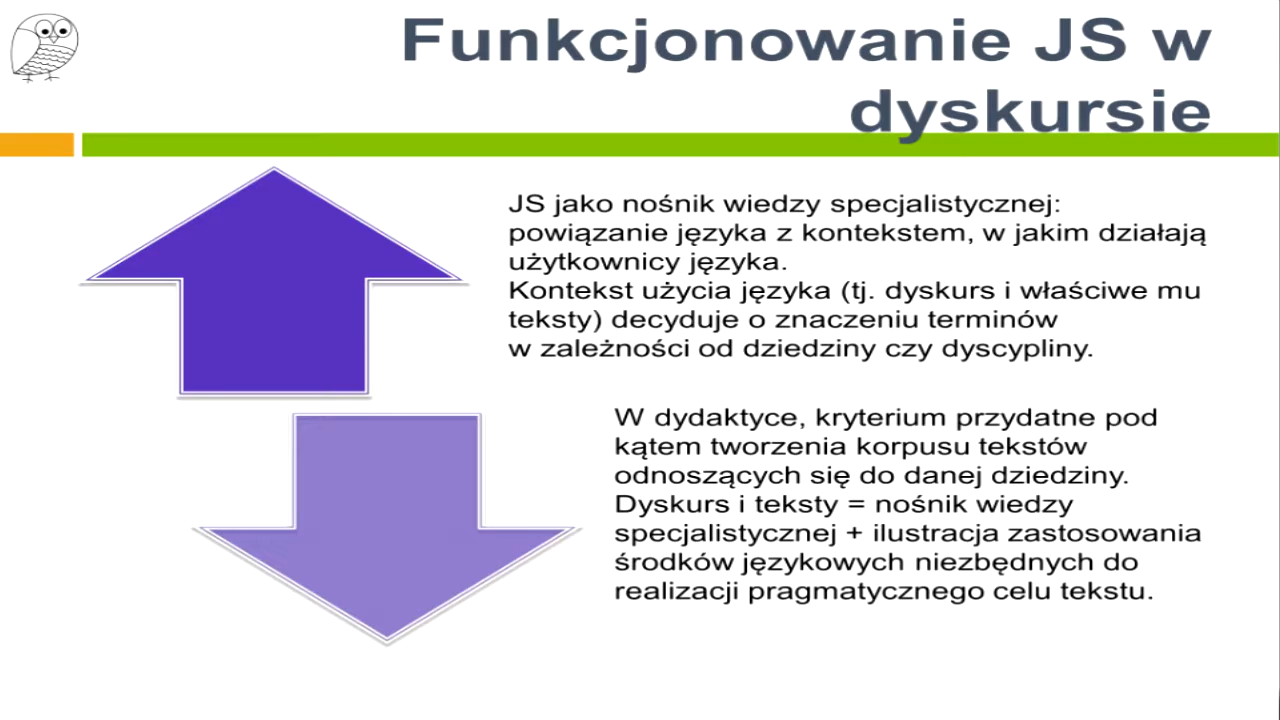 Funkcjonowanie JS w
dyskursie
JS jako nośnik wiedzy specjalistycznej:
powiązanie języka z kontekstem, w jakim działają
użytkownicy języka.
Kontekst użycia języka (tj. dyskurs i właściwe mu
teksty) decyduje o znaczeniu terminów
w zależności od dziedziny czy dyscypliny.
W dydaktyce, kryterium przydatne pod
kątem tworzenia korpusu tekstów
odnoszących się do danej dziedziny.
Dyskurs i teksty = nośnik wiedzy
specjalistycznej + ilustracja zastosowania
środków językowych niezbędnych do
realizacji pragmatycznego celu tekstu.